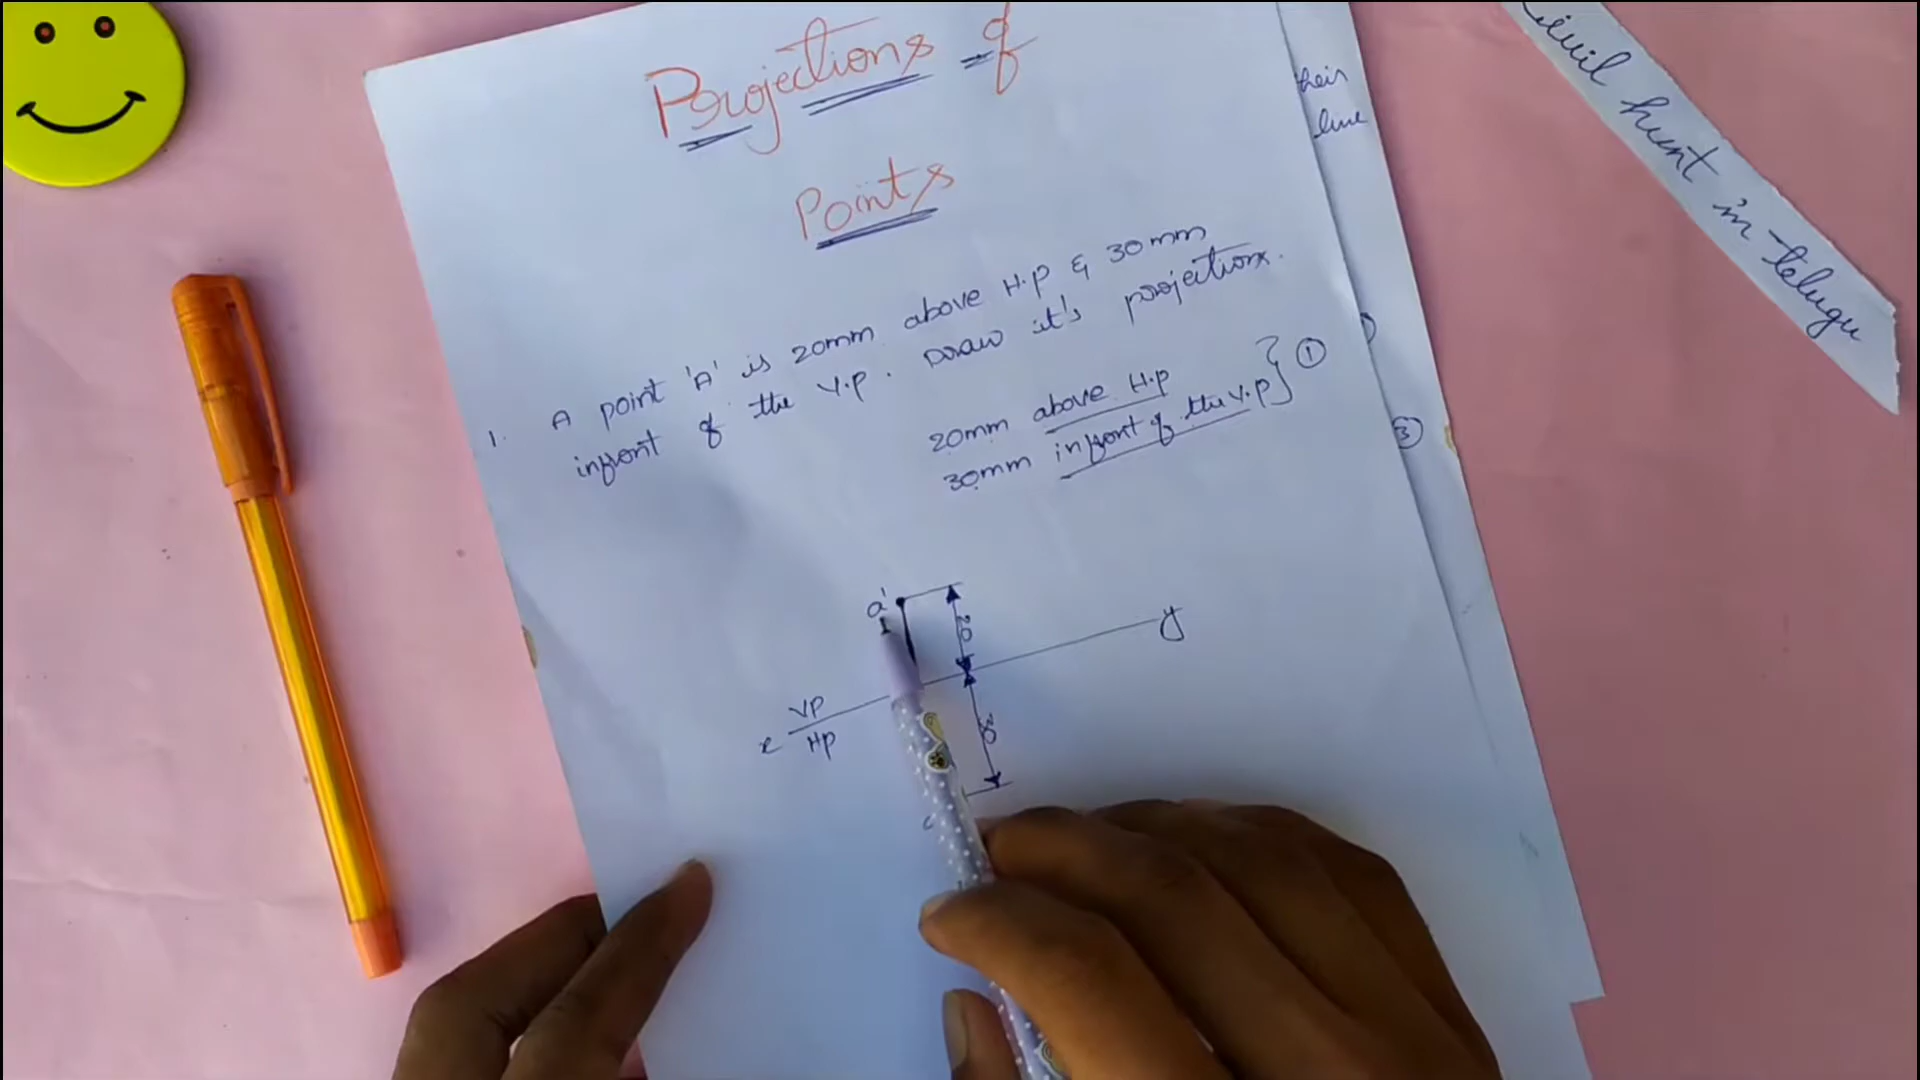 Projections of
Points
1. A point 'A' is 20mm above H.P & 30mm
infront of the V.P. Draw it's projections.
20mm above H.P
30mm infront of the V.P } ①
a'
20
y
VP
x HP
30
heir
line
③
civil hunt in telugu